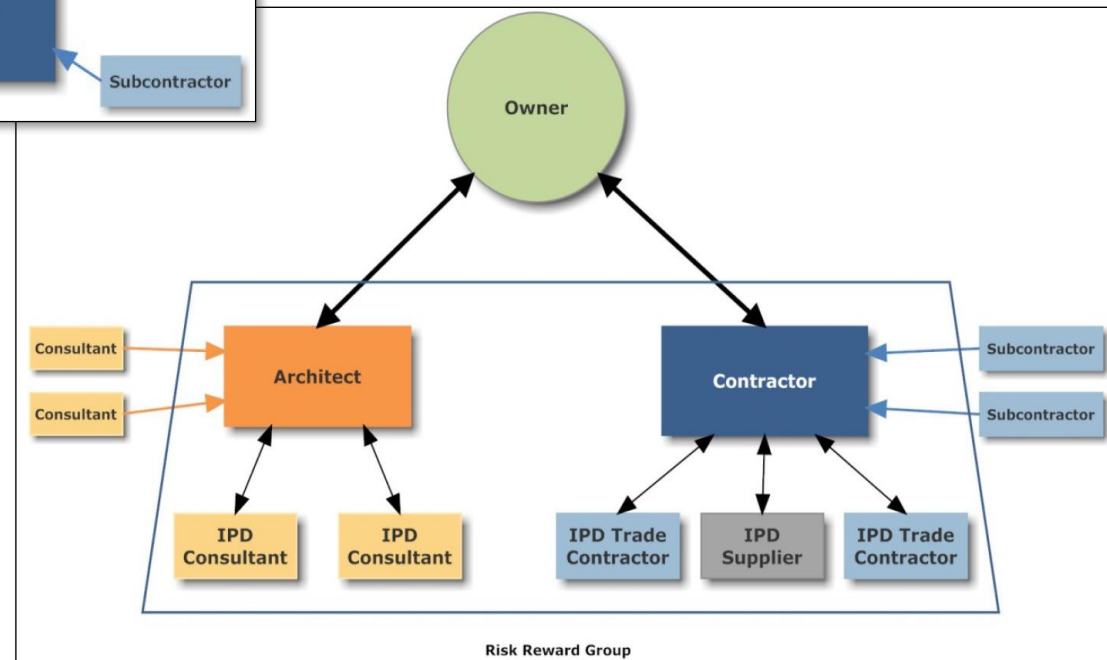 Subcontractor
Owner
Consultant
Consultant
Architect
Contractor
Subcontractor
Subcontractor
IPD
Consultant
IPD
Consultant
IPD Trade
Contractor
IPD
Supplier
IPD Trade
Contractor
Risk Reward Group